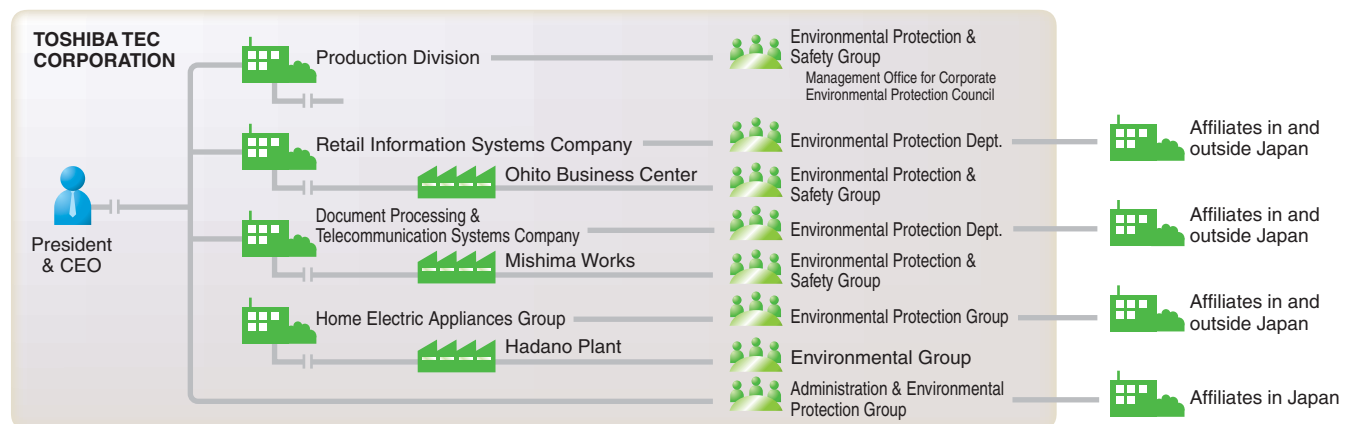 TOSHIBA TEC
CORPORATION
President
& CEO
Production Division
Environmental Protection &
Safety Group
Management Office for Corporate
Environmental Protection Council
Retail Information Systems Company
Environmental Protection Dept.
Affiliates in and
outside Japan
Ohito Business Center
Environmental Protection &
Safety Group
Document Processing &
Telecommunication Systems Company
Environmental Protection Dept.
Affiliates in and
outside Japan
Mishima Works
Environmental Protection &
Safety Group
Home Electric Appliances Group
Environmental Protection Group
Affiliates in and
outside Japan
Hadano Plant
Environmental Group
Administration & Environmental
Protection Group
Affiliates in Japan